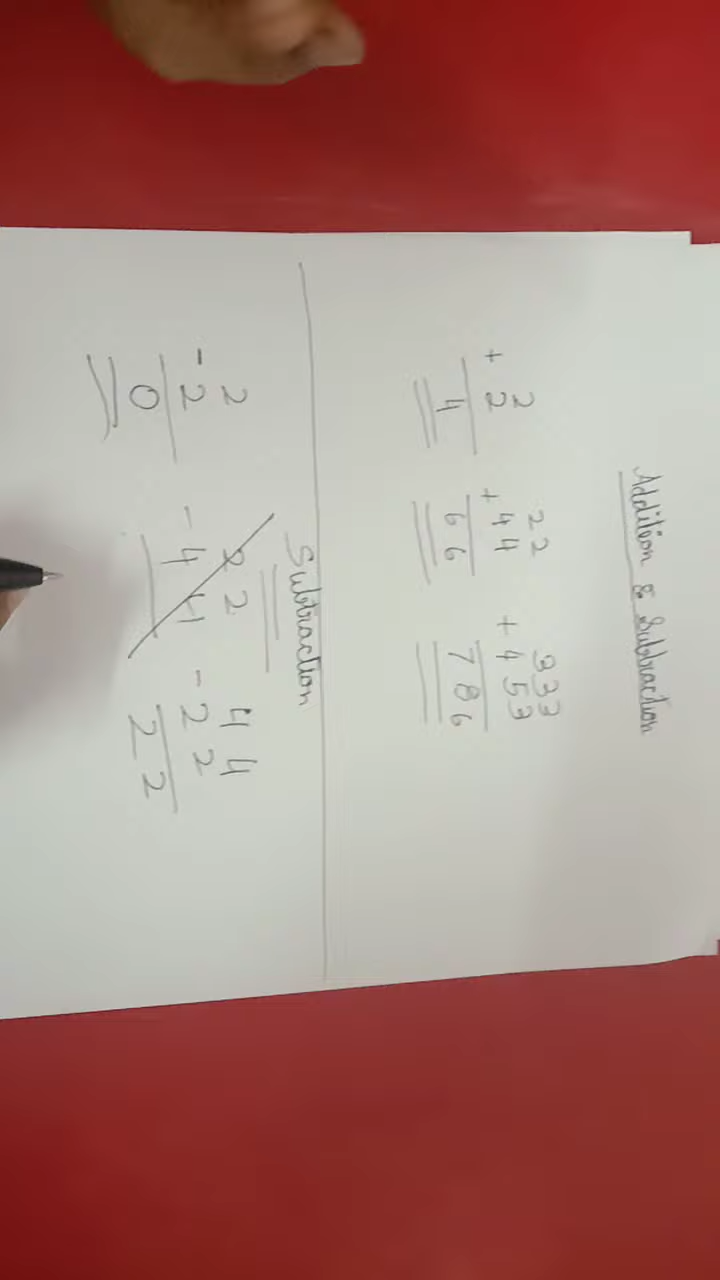 Addition & Subtraction
2 22 333
+ 2 + 44 + 453
4 66 786
Subtraction
2 22 44
- 2 - 44 - 22
0 22